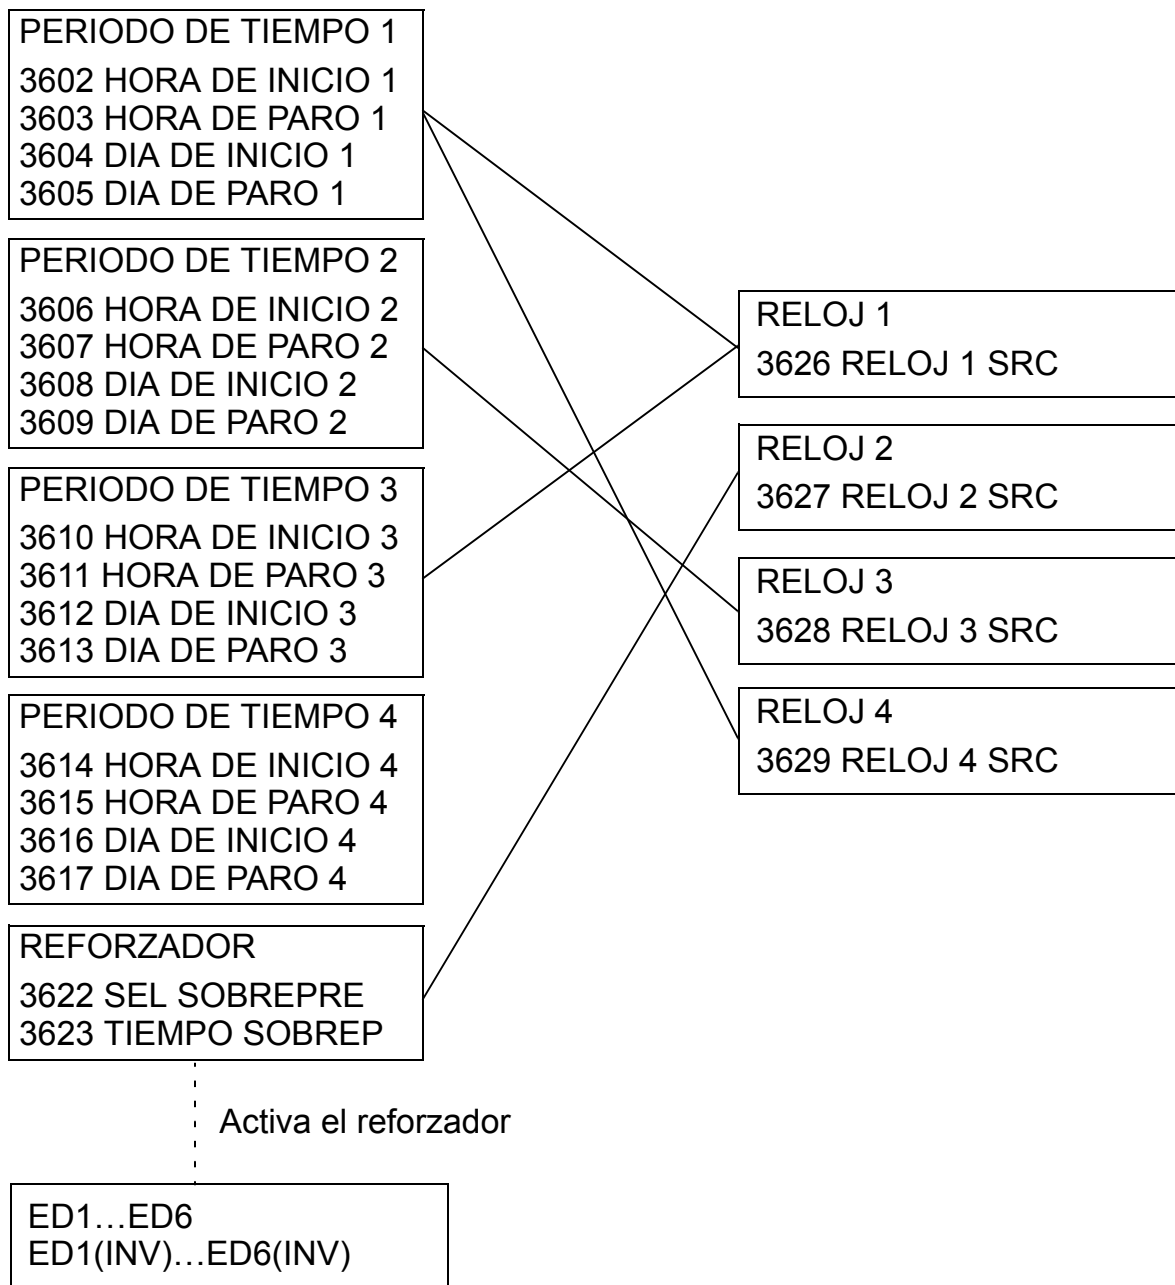 PERIODO DE TIEMPO 1
3602 HORA DE INICIO 1
3603 HORA DE PARO 1
3604 DIA DE INICIO 1
3605 DIA DE PARO 1
PERIODO DE TIEMPO 2
3606 HORA DE INICIO 2
3607 HORA DE PARO 2
3608 DIA DE INICIO 2
3609 DIA DE PARO 2
PERIODO DE TIEMPO 3
3610 HORA DE INICIO 3
3611 HORA DE PARO 3
3612 DIA DE INICIO 3
3613 DIA DE PARO 3
PERIODO DE TIEMPO 4
3614 HORA DE INICIO 4
3615 HORA DE PARO 4
3616 DIA DE INICIO 4
3617 DIA DE PARO 4
REFORZADOR
3622 SEL SOBREPRE
3623 TIEMPO SOBREP
Activa el reforzador
ED1…ED6
ED1(INV)…ED6(INV)
RELOJ 1
3626 RELOJ 1 SRC
RELOJ 2
3627 RELOJ 2 SRC
RELOJ 3
3628 RELOJ 3 SRC
RELOJ 4
3629 RELOJ 4 SRC